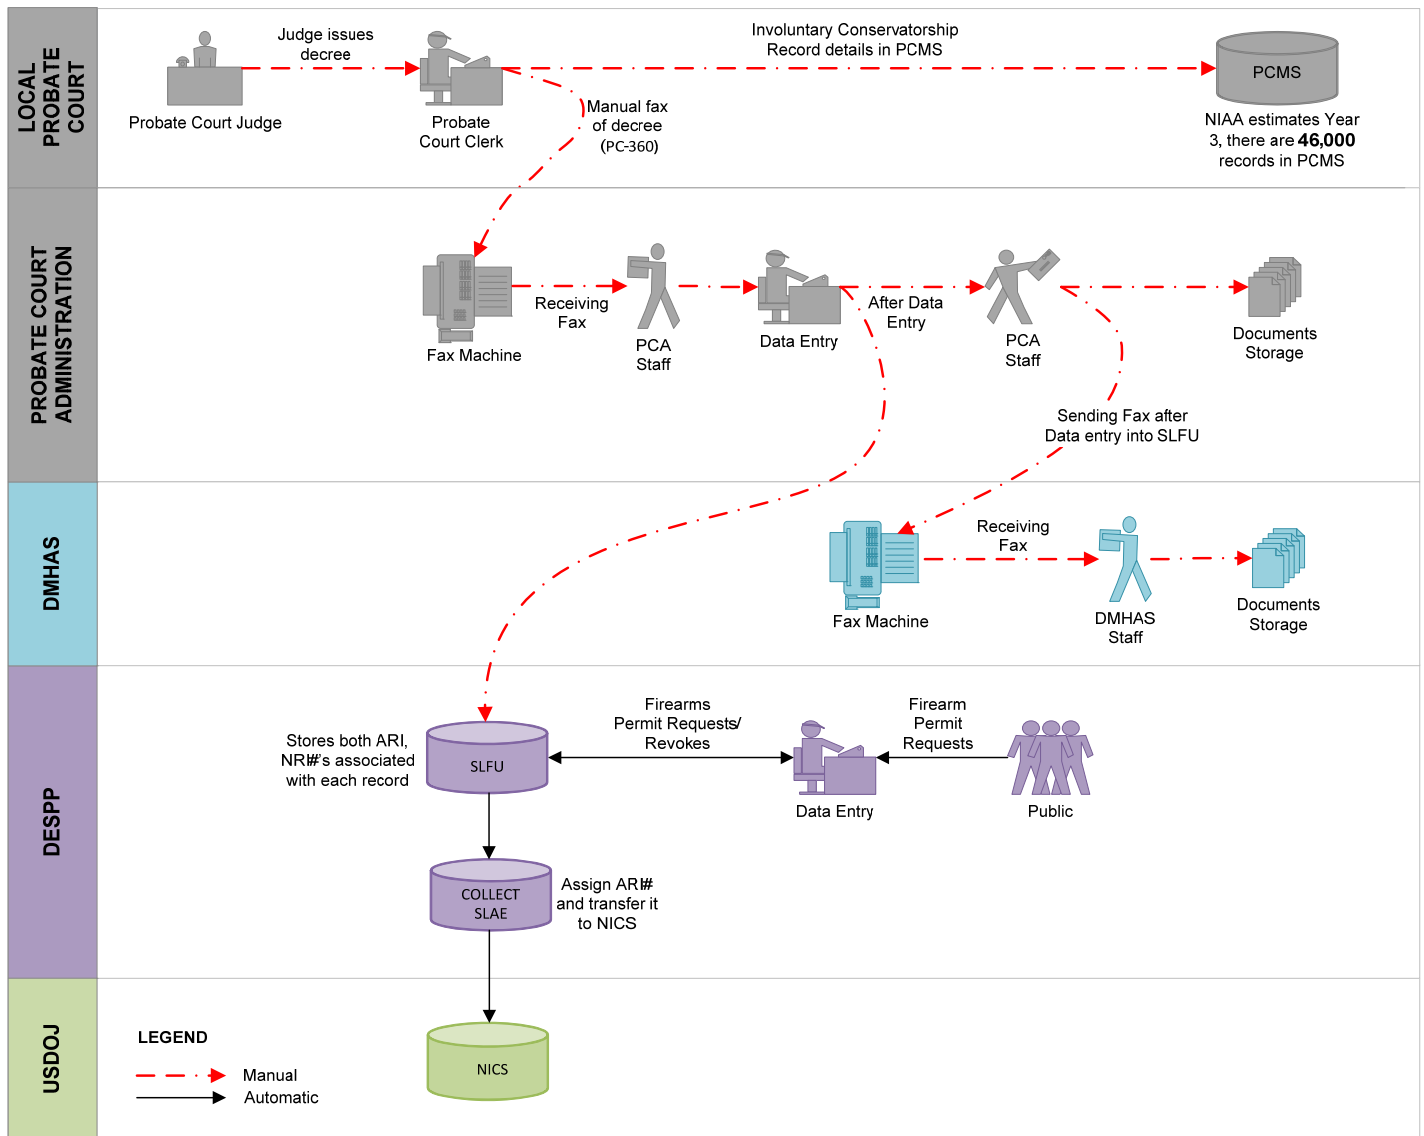 LOCAL
PROBATE
COURT
Probate Court Judge
Judge issues
decree
Probate
Court Clerk
Involuntary Conservatorship
Record details in PCMS
Manual fax
of decree
(PC-360)
PCMS
NIAA estimates Year
3, there are 46,000
records in PCMS
PROBATE COURT
ADMINISTRATION
Fax Machine
Receiving
Fax
PCA
Staff
Data Entry
After Data
Entry
PCA
Staff
Documents
Storage
Sending Fax after
Data entry into SLFU
DMHAS
Fax Machine
Receiving
Fax
DMHAS
Staff
Documents
Storage
DESPP
Stores both ARI,
NRI#'s associated
with each record
SLFU
Firearms
Permit Requests/
Revokes
Data Entry
Firearm
Permit
Requests
Public
COLLECT
SLAE
Assign ARI#
and transfer it
to NICS
USDOJ
LEGEND
Manual
Automatic
NICS